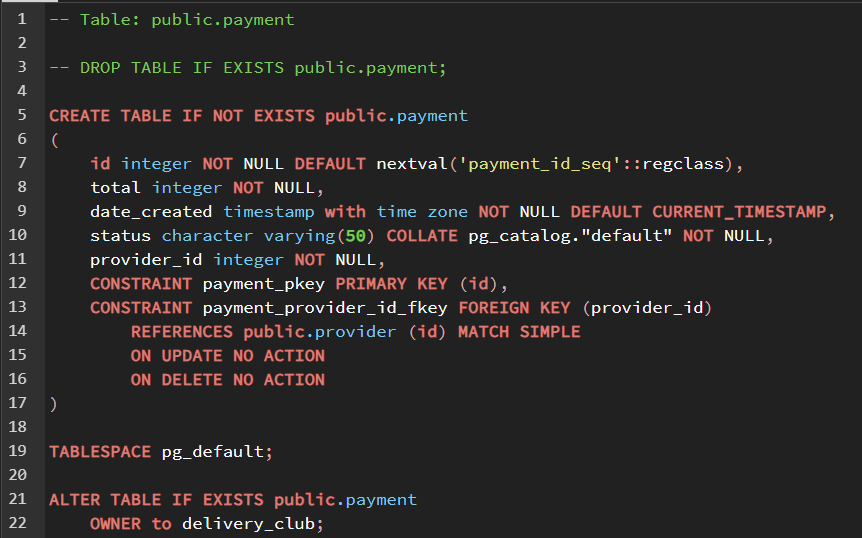 1 -- Table: public.payment
2
3 -- DROP TABLE IF EXISTS public.payment;
4
5 CREATE TABLE IF NOT EXISTS public.payment
6 (
7     id integer NOT NULL DEFAULT nextval('payment_id_seq'::regclass),
8     total integer NOT NULL,
9     date_created timestamp with time zone NOT NULL DEFAULT CURRENT_TIMESTAMP,
10     status character varying(50) COLLATE pg_catalog."default" NOT NULL,
11     provider_id integer NOT NULL,
12     CONSTRAINT payment_pkey PRIMARY KEY (id),
13     CONSTRAINT payment_provider_id_fkey FOREIGN KEY (provider_id)
14         REFERENCES public.provider (id) MATCH SIMPLE
15         ON UPDATE NO ACTION
16         ON DELETE NO ACTION
17 )
18
19 TABLESPACE pg_default;
20
21 ALTER TABLE IF EXISTS public.payment
22     OWNER to delivery_club;